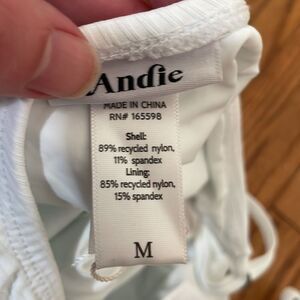 Andie
MADE IN CHINA
RN# 165598
Shell:
89% recycled nylon,
11% spandex
Lining:
85% recycled nylon,
15% spandex
M